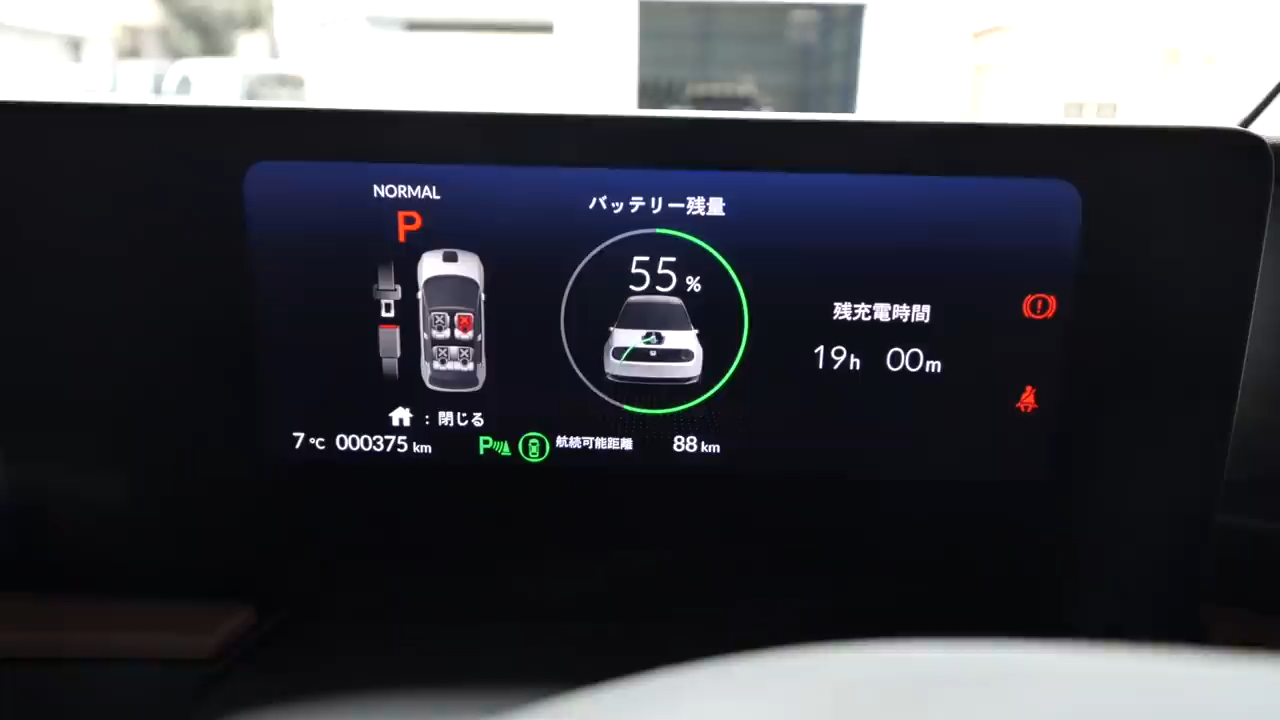 NORMAL
P
バッテリー残量
55 %
残充電時間
19h 00m
：閉じる
7 ℃ 000375 km
P
航続可能距離 88 km